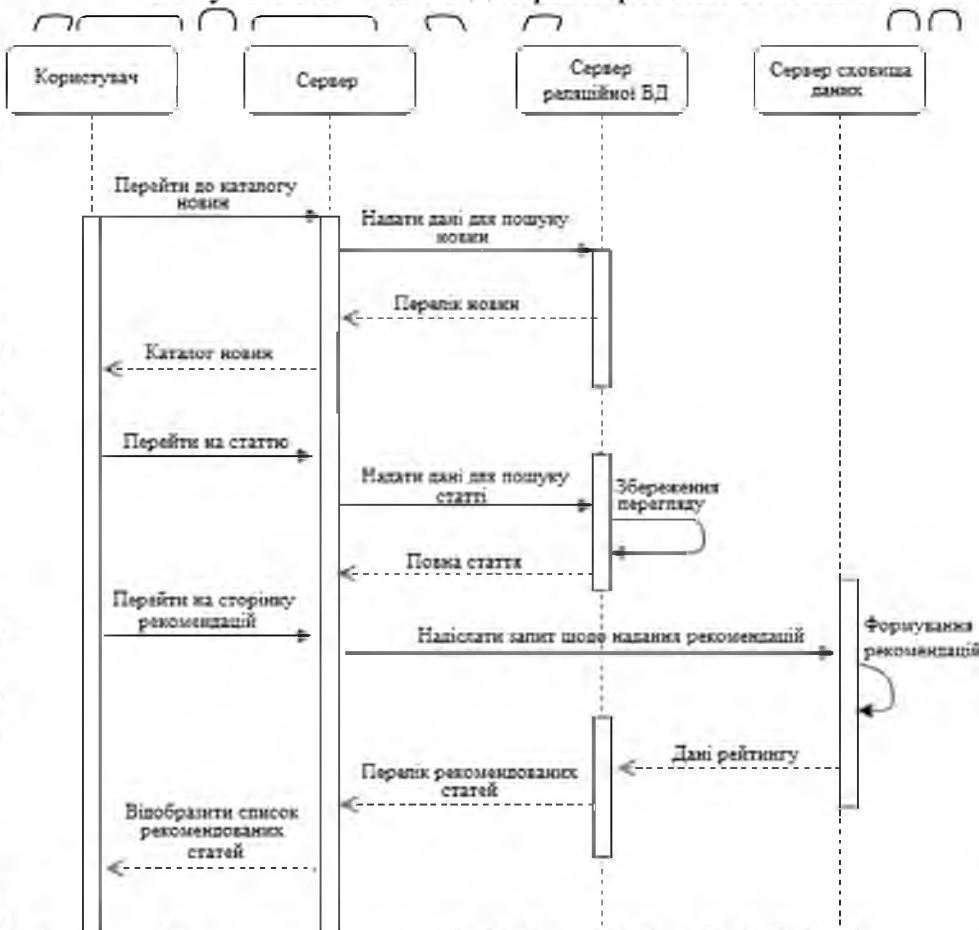 Користувач
Сервер
Сервер
реляційної БД
Сервер сховища
даних
Перейти до каталогу
новин
Надати дані для пошуку
новин
Перелік новин
Каталог новин
Перейти на статтю
Надати дані для пошуку
статті
Збереження
перегляду
Повна стаття
Перейти на сторінку
рекомендацій
Надіслати запит щодо надання рекомендацій
Формування
рекомендацій
Дані рейтингу
Перелік рекомендованих
статей
Відобразити список
рекомендованих
статей